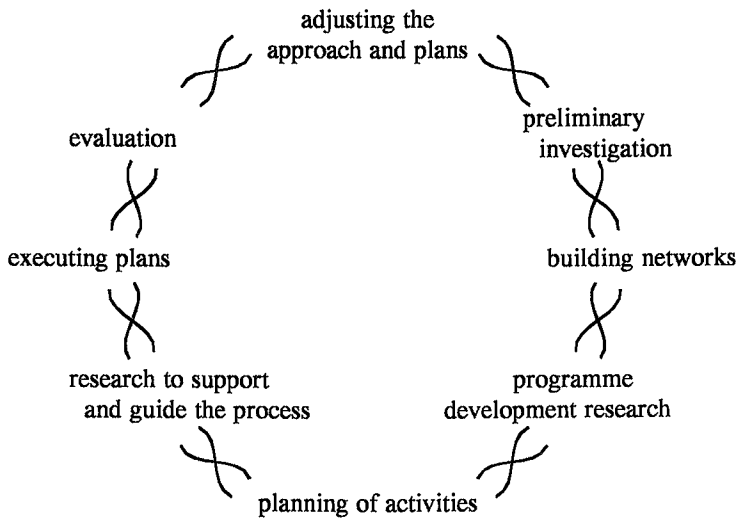 adjusting the
approach and plans
preliminary
investigation
building networks
programme
development research
planning of activities
research to support
and guide the process
executing plans
evaluation